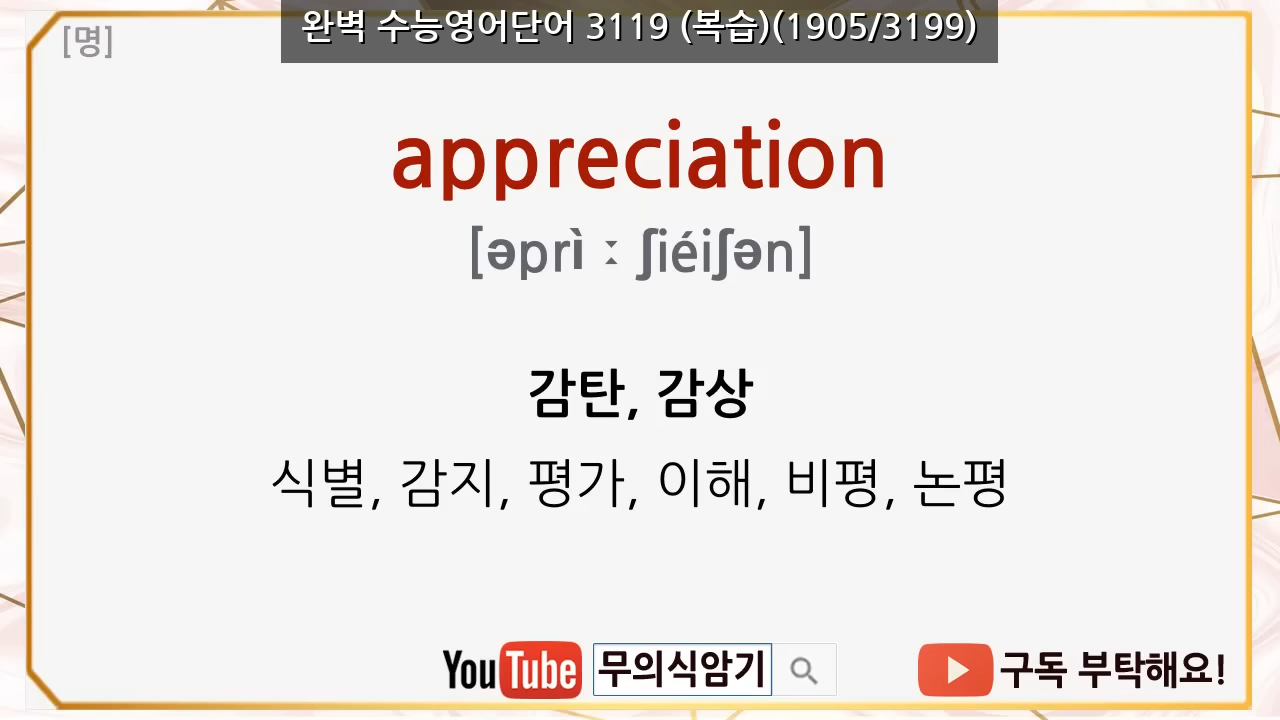 완벽 수능영어단어 3119 (복습)(1905/3199)
[명]
appreciation
[əprìːʃiéiʃən]
감탄, 감상
식별, 감지, 평가, 이해, 비평, 논평
YouTube 무의식암기 구독 부탁해요!